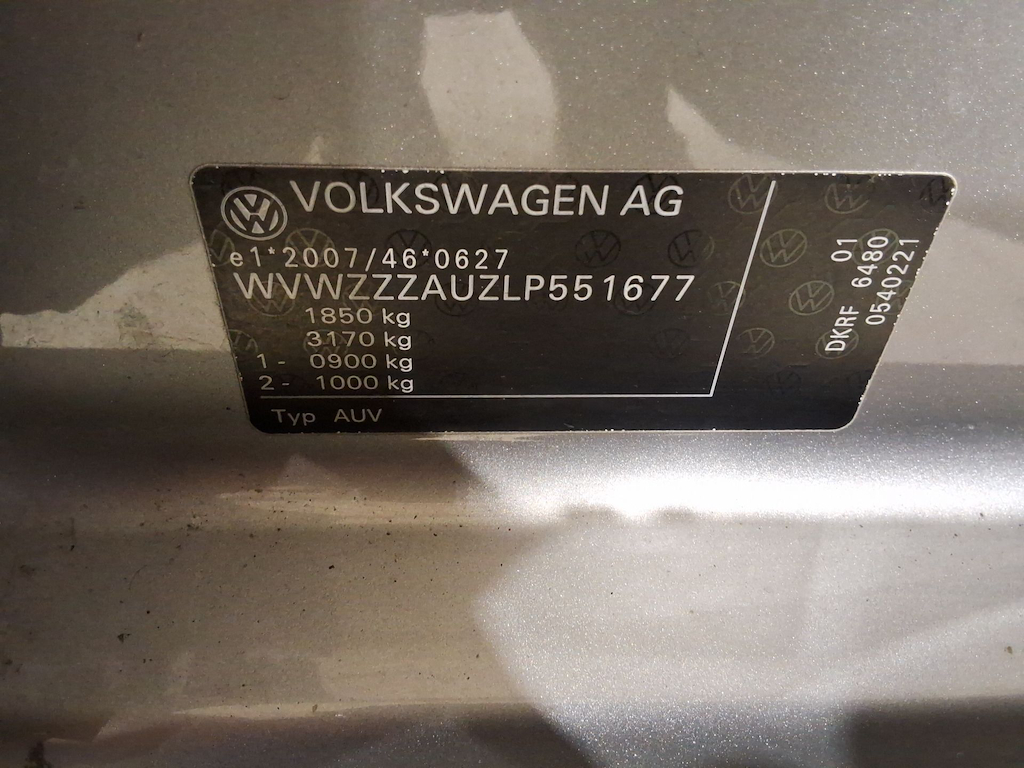 VOLKSWAGEN AG
e1*2007/46*0627
WVWZZZAUZLP551677
1850 kg
3170 kg
1 - 0900 kg
2 - 1000 kg
Typ AUV
01
DKRF 6480
0540221